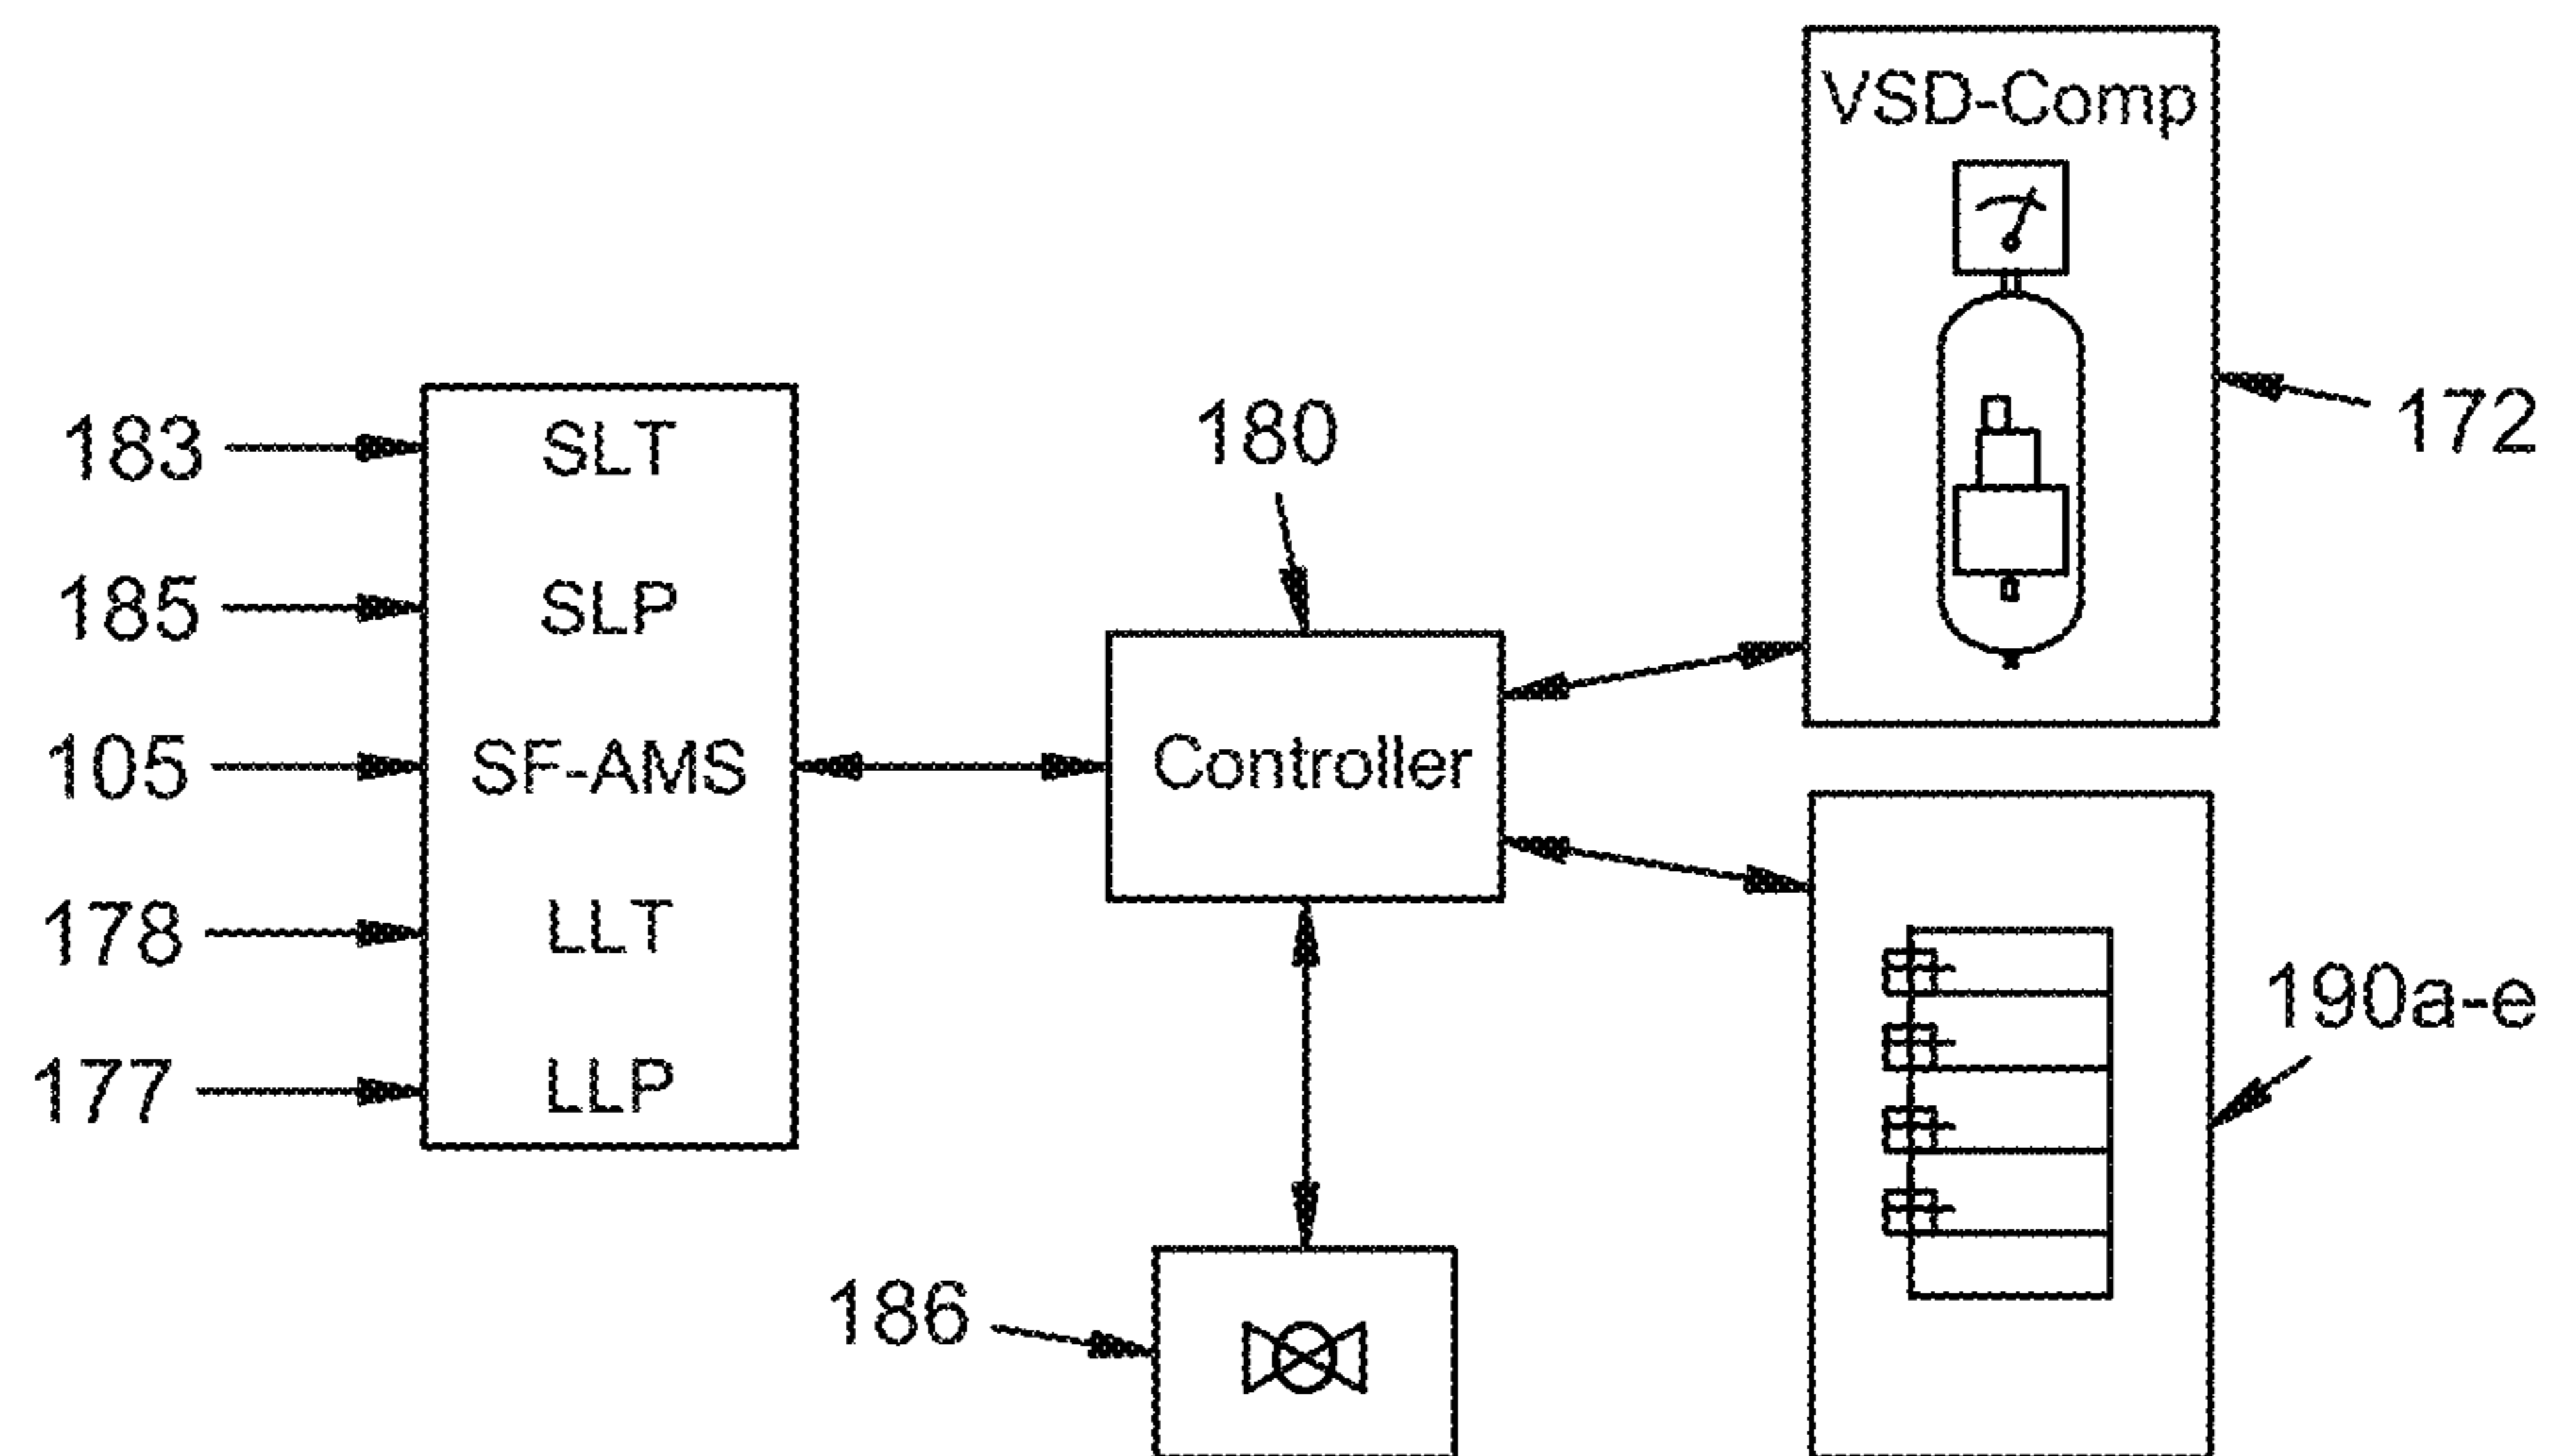 VSD-Comp
172
183 SLT
180
185 SLP
105 SF-AMS
Controller
178 LLT
190a-e
177 LLP
186